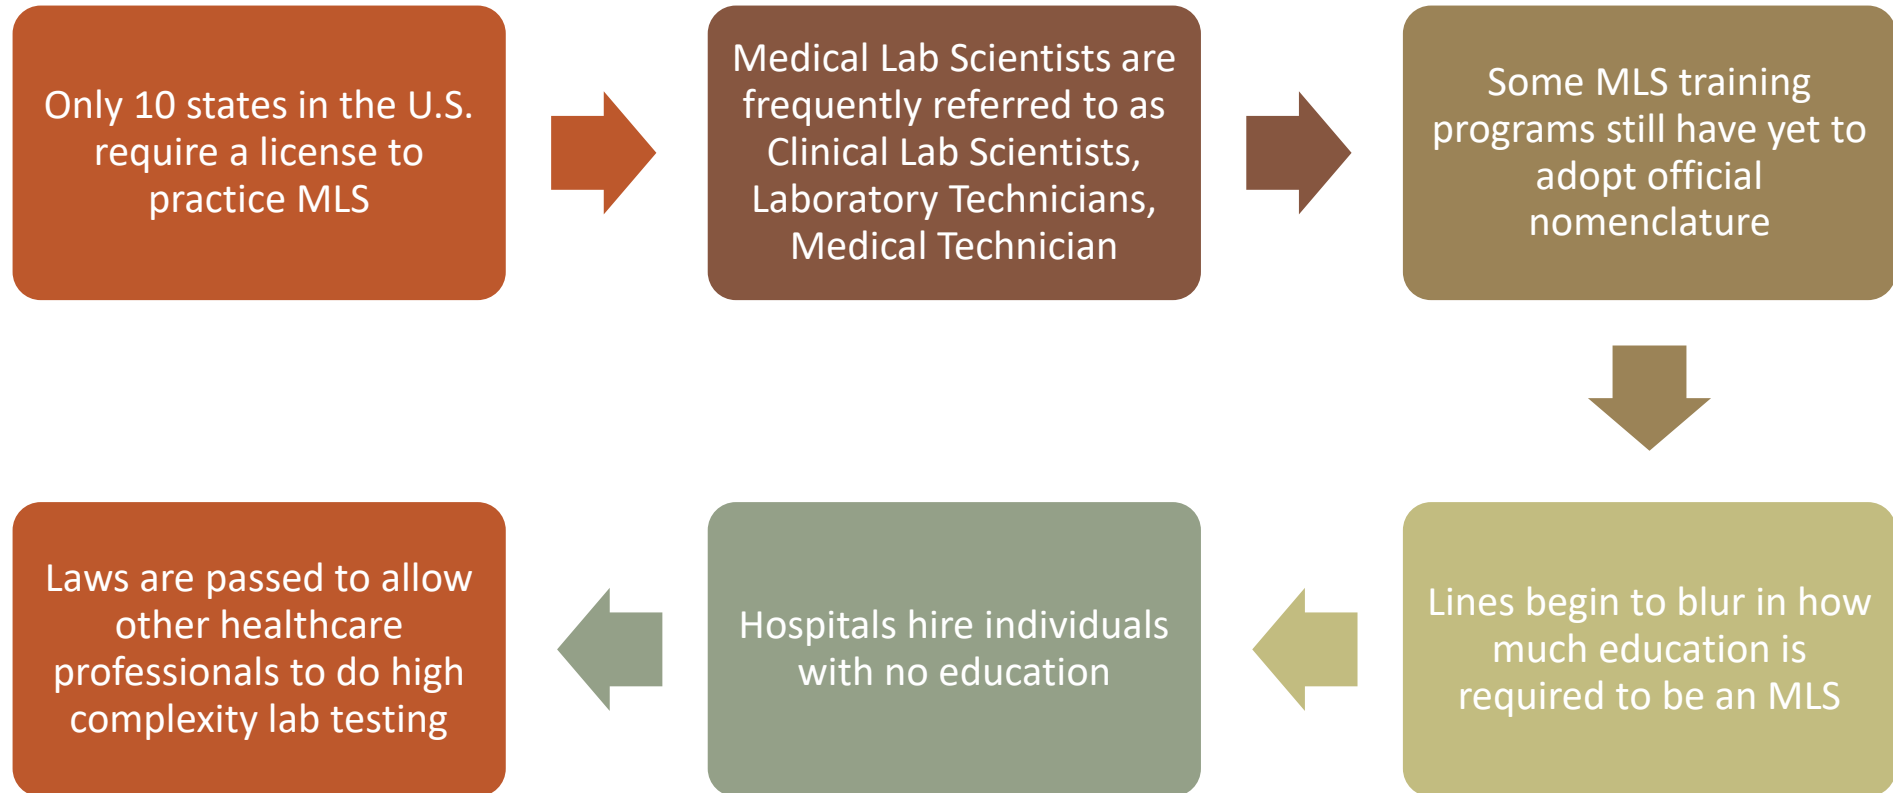 Only 10 states in the U.S.
require a license to
practice MLS
Medical Lab Scientists are
frequently referred to as
Clinical Lab Scientists,
Laboratory Technicians,
Medical Technician
Some MLS training
programs still have yet to
adopt official
nomenclature
Lines begin to blur in how
much education is
required to be an MLS
Hospitals hire individuals
with no education
Laws are passed to allow
other healthcare
professionals to do high
complexity lab testing